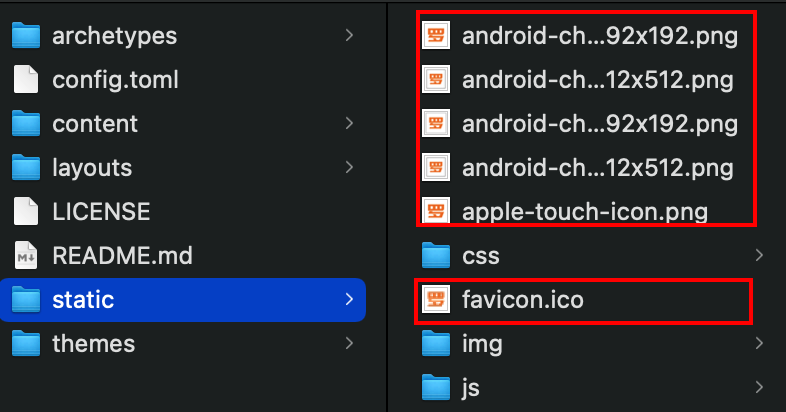 archetypes
config.toml
content
layouts
LICENSE
README.md
static
themes
android-ch...92x192.png
android-ch...12x512.png
android-ch...92x192.png
android-ch...12x512.png
apple-touch-icon.png
css
favicon.ico
img
js